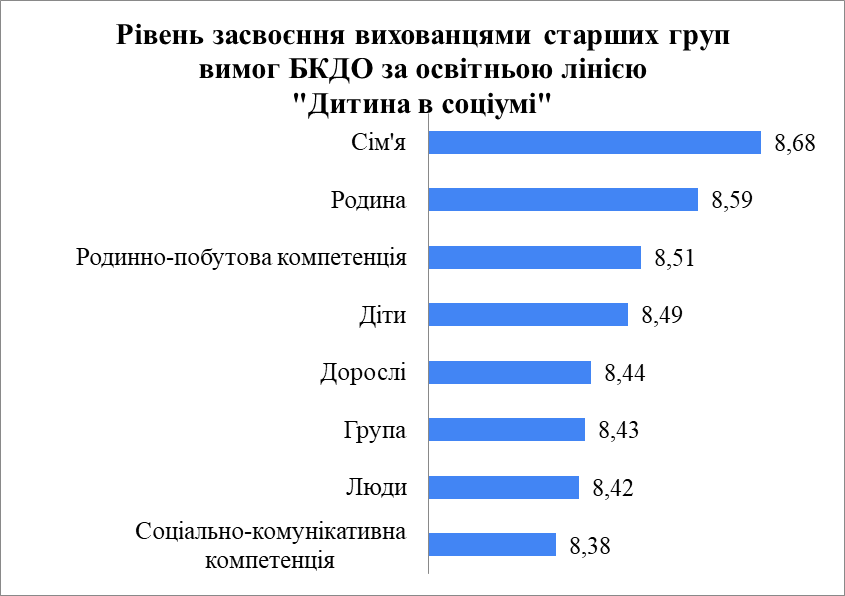 Рівень засвоєння вихованцями старших груп
вимог БКДО за освітньою лінією
"Дитина в соціумі"
Сім'я 8,68
Родина 8,59
Родинно-побутова компетенція 8,51
Діти 8,49
Дорослі 8,44
Група 8,43
Люди 8,42
Соціально-комунікативна
компетенція 8,38